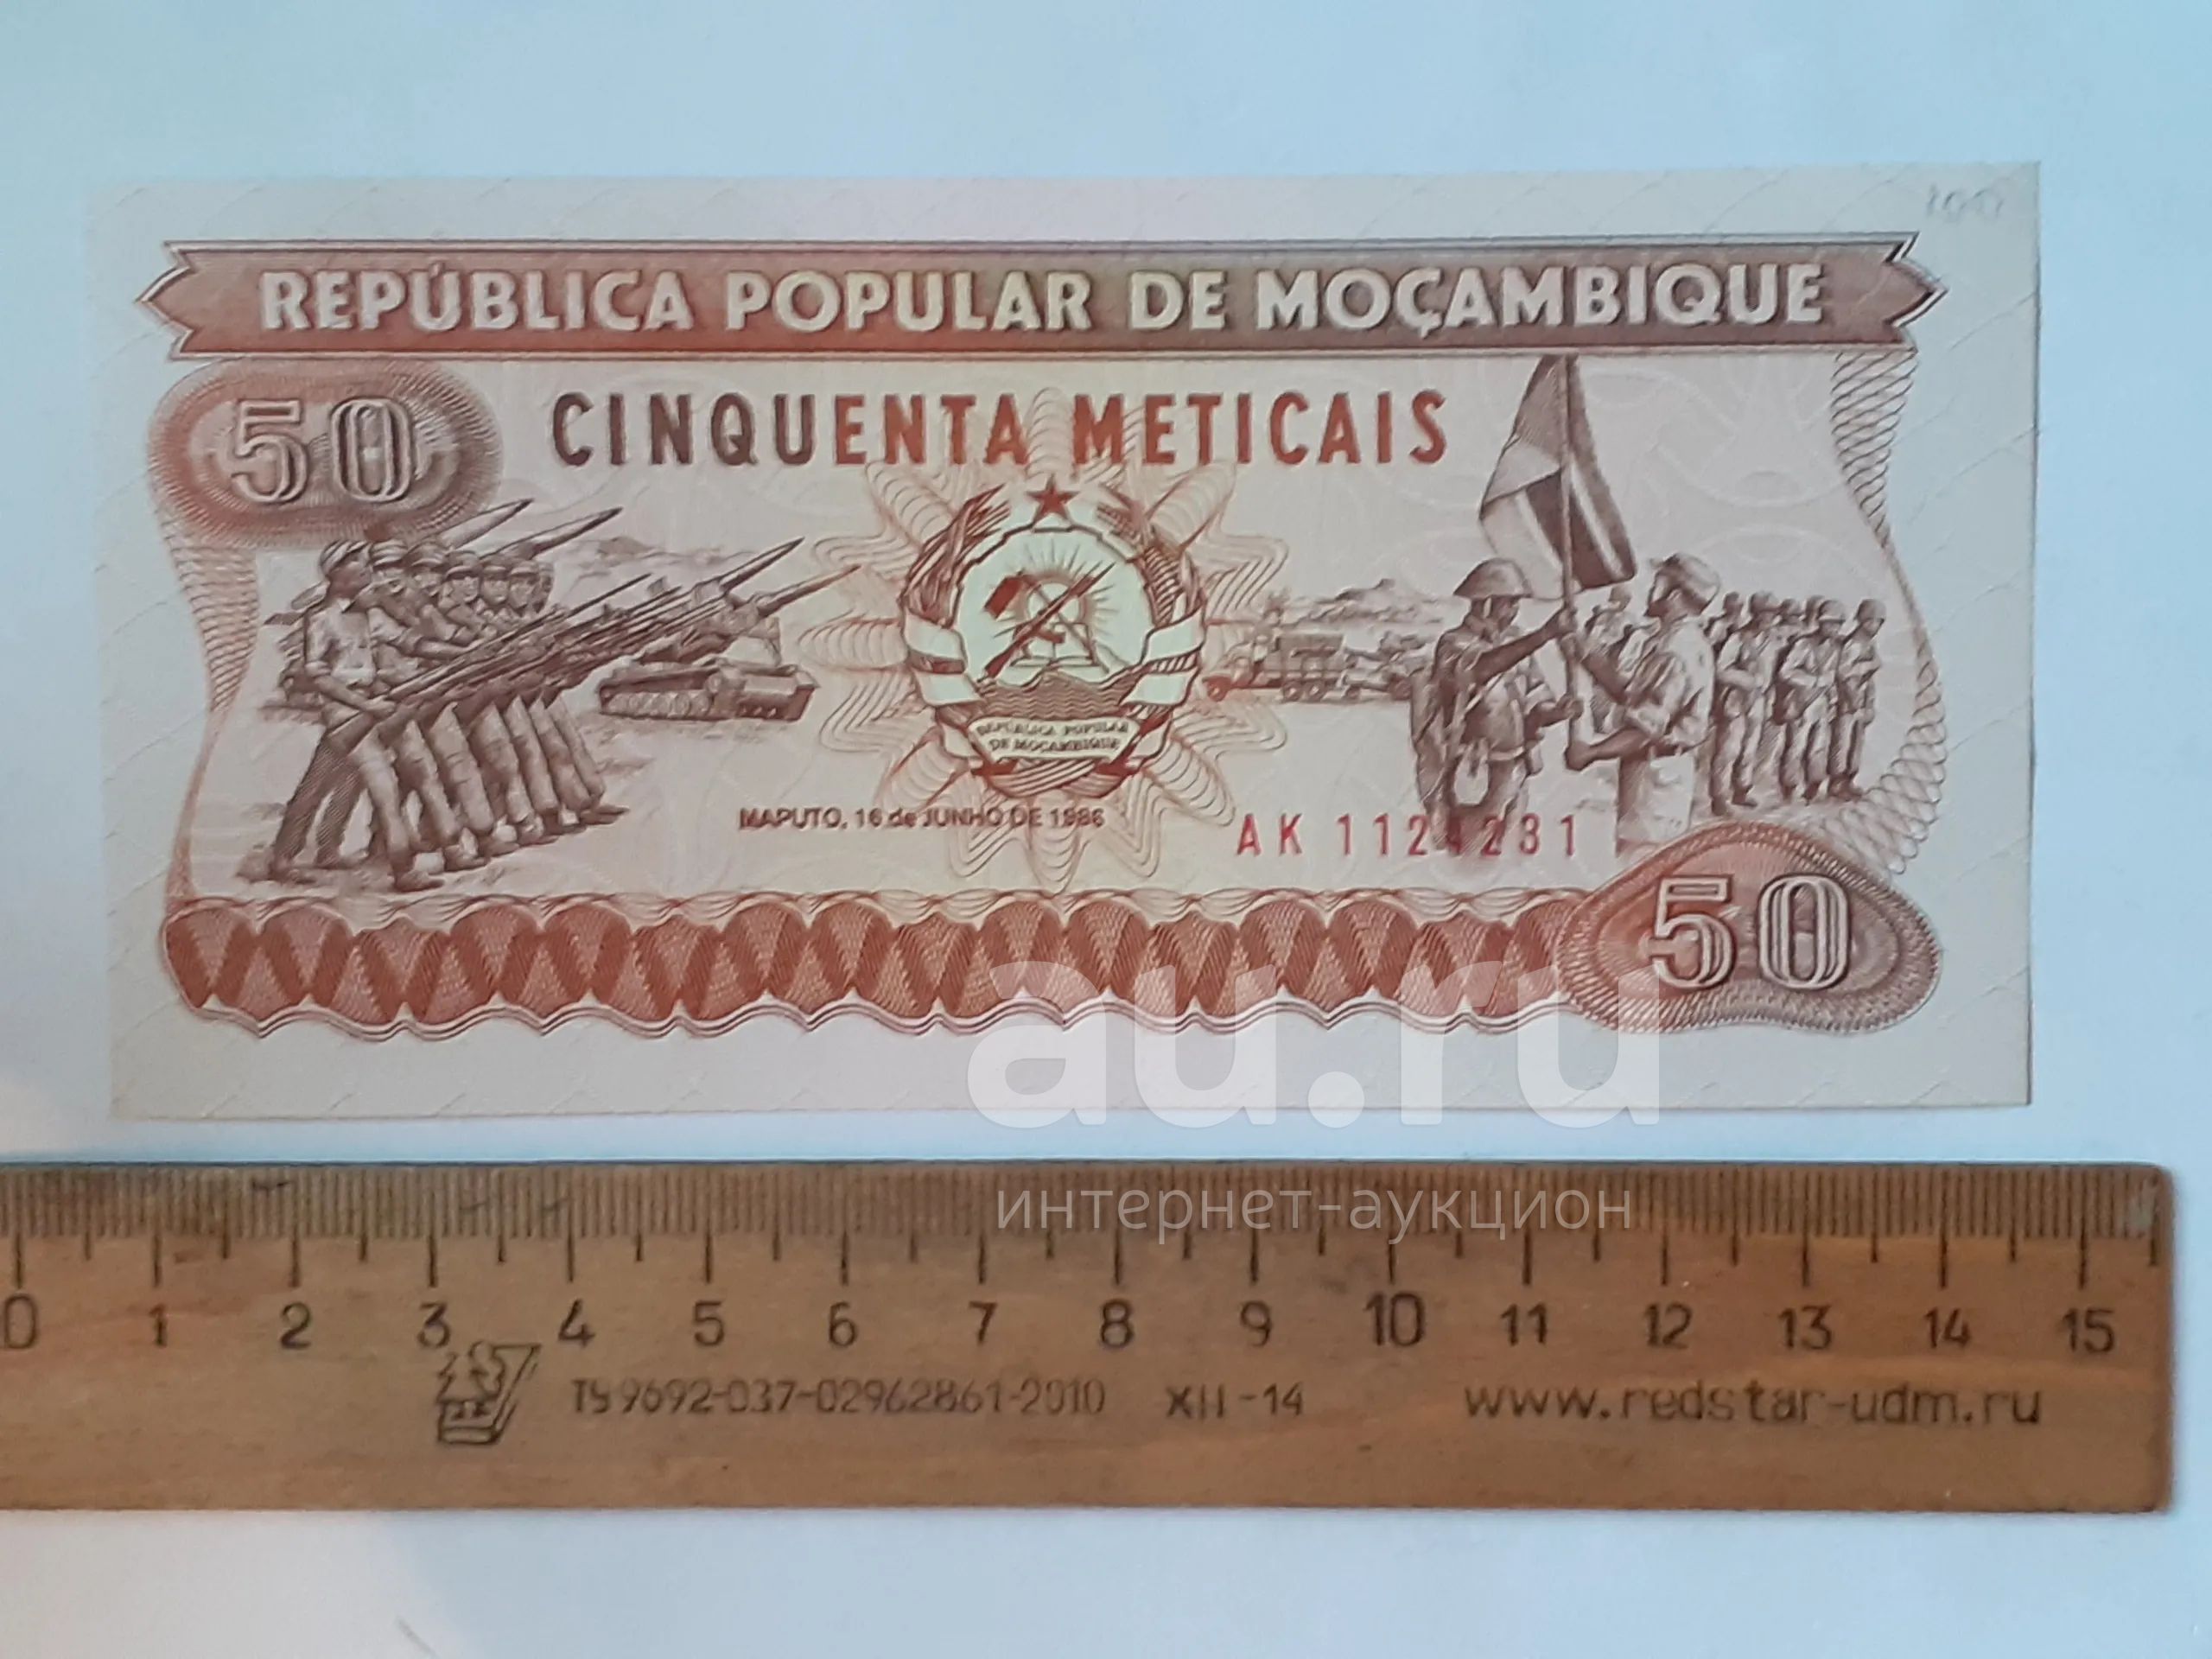 100
REPÚBLICA POPULAR DE MOÇAMBIQUE
50
CINQUENTA METICAIS
REPUBLICA POPULAR
DE MOÇAMBIQUE
MAPUTO, 16 de JUNHO DE 1986
AK 1124231
50
au.ru
интернет-аукцион
0 1 2 3 4 5 6 7 8 9 10 11 12 13 14 15
ТУ 9692-037-02962861-2010 ХII-14 www.redstar-udm.ru